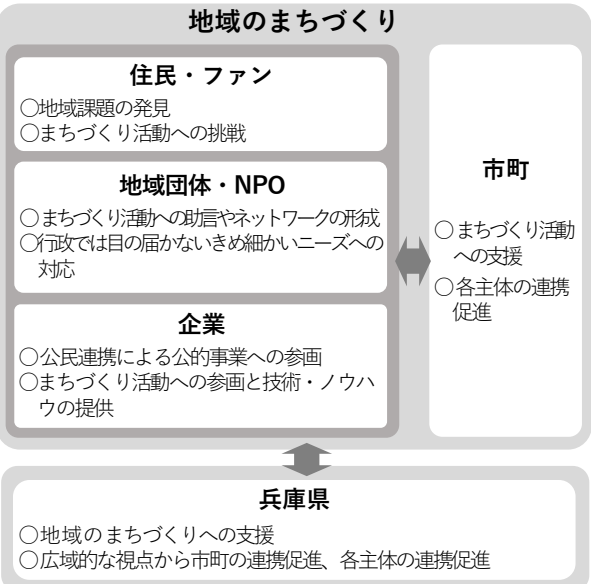 地域のまちづくり
住民・ファン
○地域課題の発見
○まちづくり活動への挑戦
地域団体・NPO
○まちづくり活動への助言やネットワークの形成
○行政では目の届かないきめ細かいニーズへの
対応
企業
○公民連携による公的事業への参画
○まちづくり活動への参画と技術・ノウハ
ウの提供
市町
○まちづくり活動
への支援
○各主体の連携
促進
兵庫県
○地域のまちづくりへの支援
○広域的な視点から市町の連携促進、各主体の連携促進